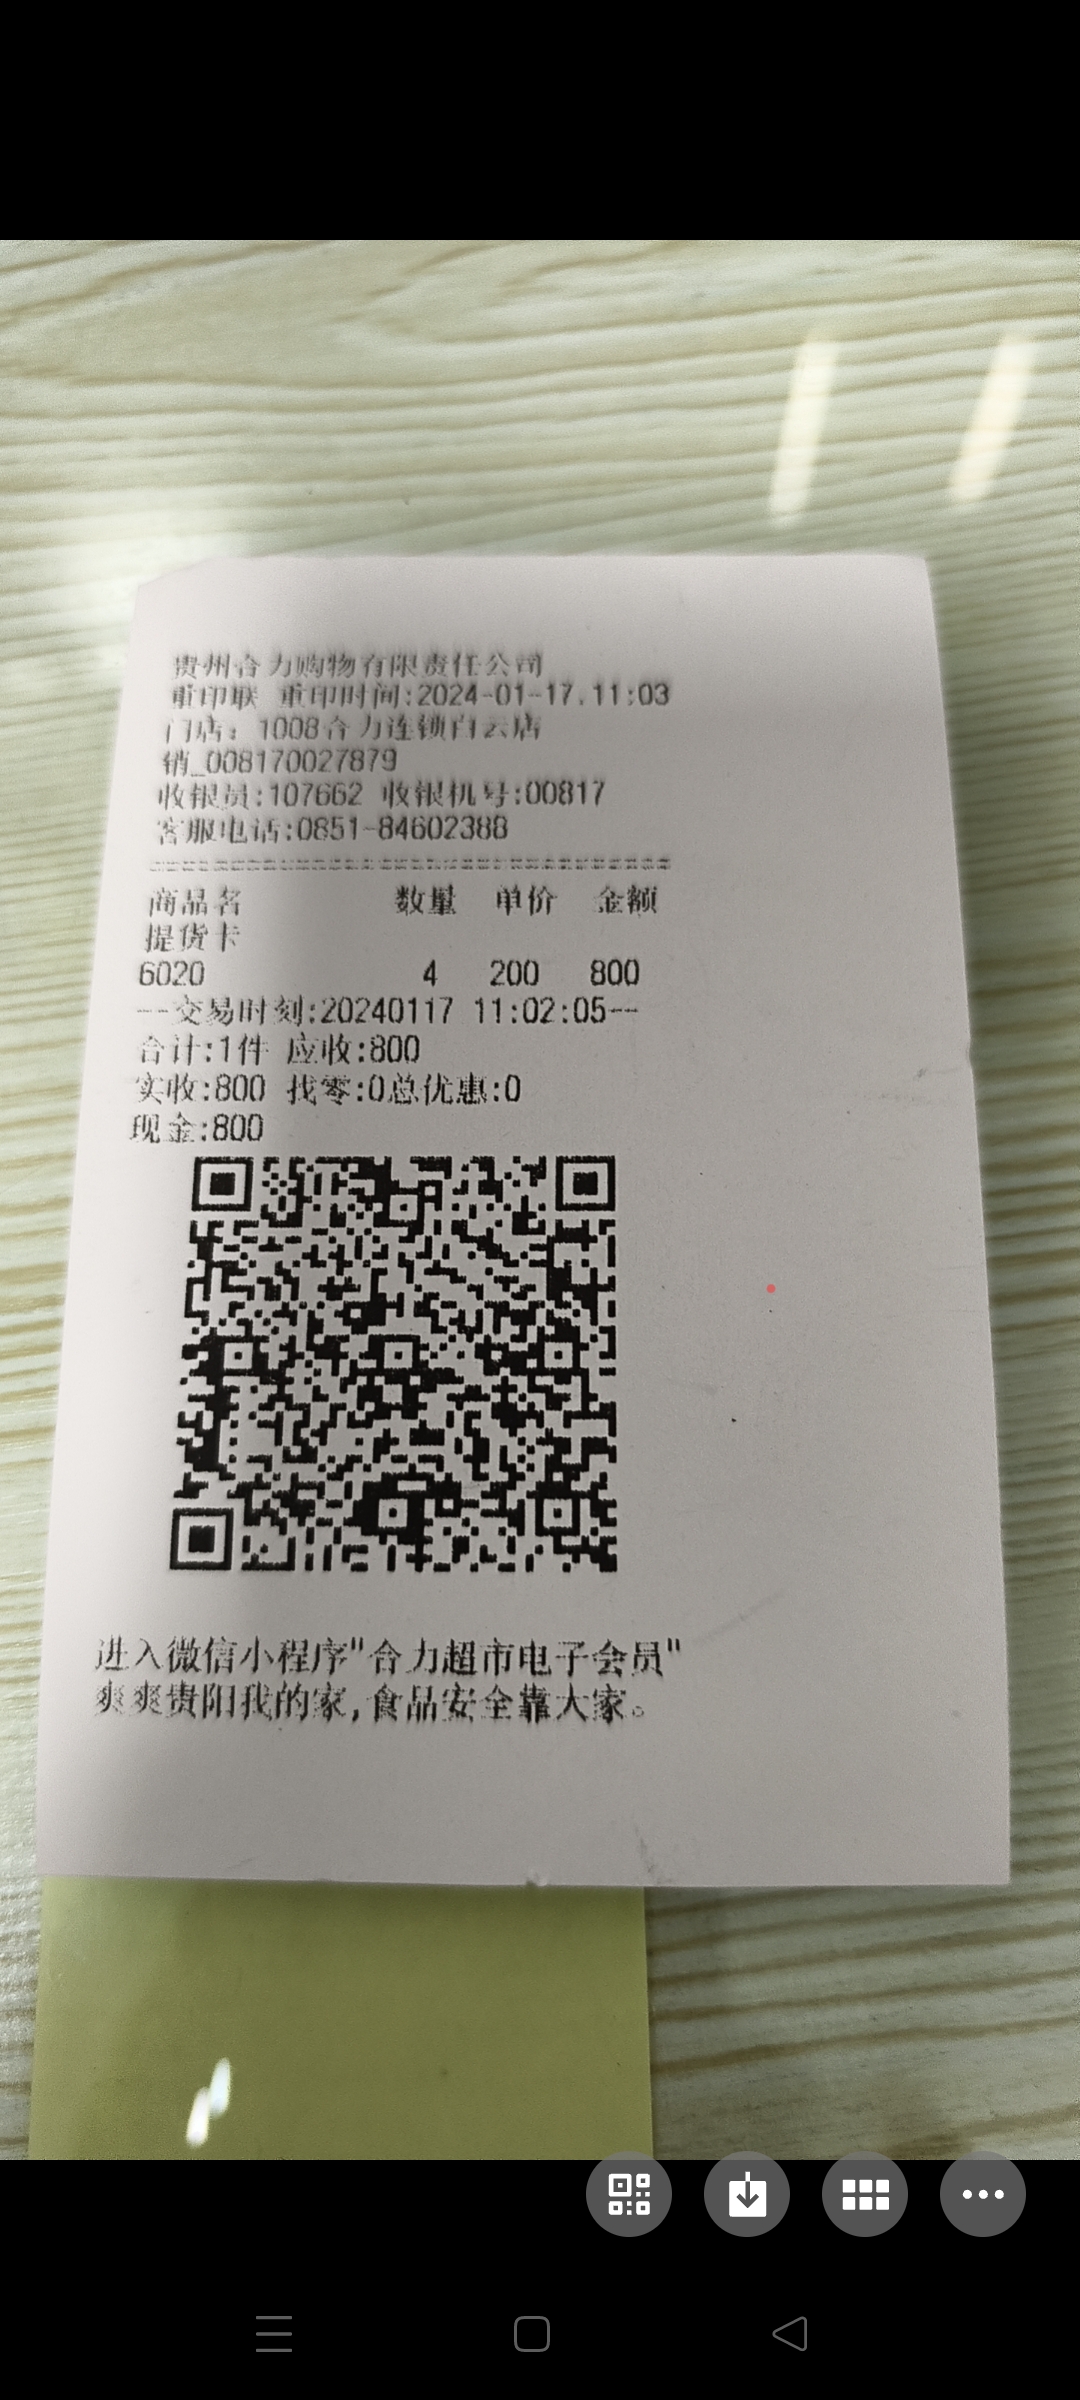 贵州合力购物有限责任公司
重印联 重印时间:2024-01-17.11:03
门店: 1008合力连锁白云店
销_008170027879
收银员:107662 收银机号:00817
客服电话:0851-84602388
商品名 数量 单价 金额
提货卡
6020 4 200 800
--交易时刻:20240117 11:02:05--
合计:1件 应收:800
实收:800 找零:0总优惠:0
现金:800
进入微信小程序"合力超市电子会员"
爽爽贵阳我的家,食品安全靠大家。